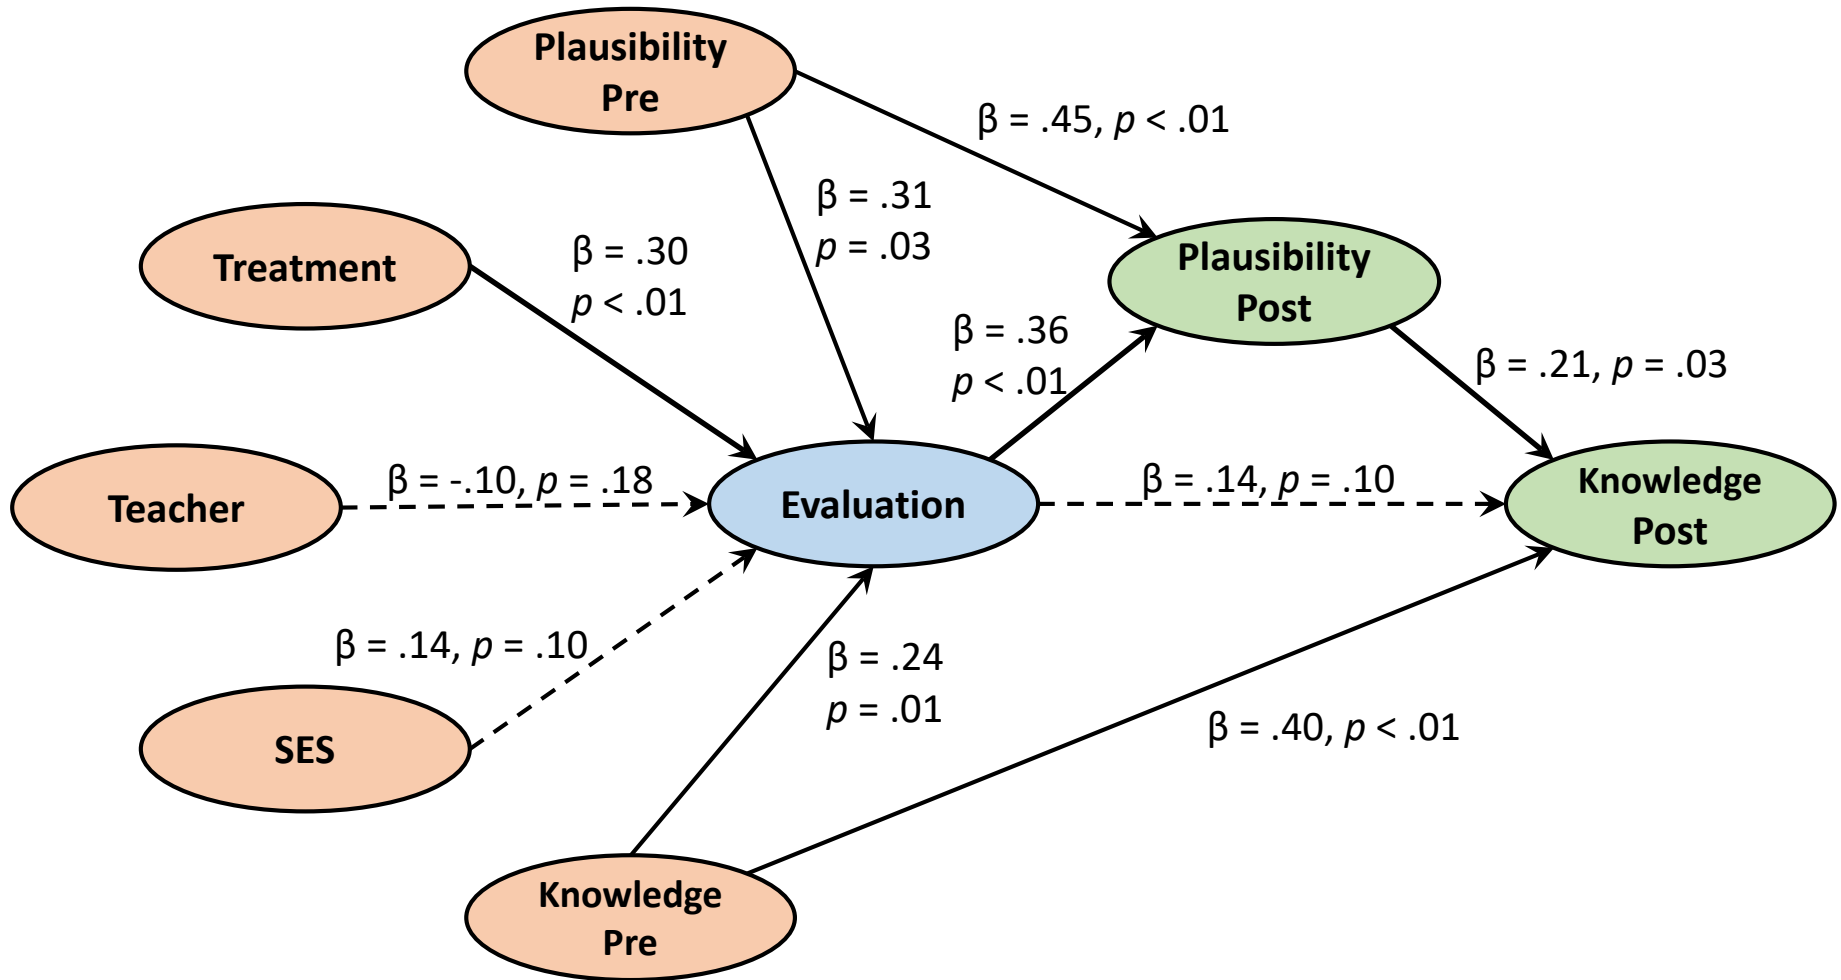 Plausibility
Pre
β = .45, p < .01
β = .31
p = .03
Treatment
β = .30
p < .01
Plausibility
Post
β = .36
p < .01
β = .21, p = .03
Teacher
β = -.10, p = .18
Evaluation
β = .14, p = .10
Knowledge
Post
β = .14, p = .10
SES
β = .24
p = .01
β = .40, p < .01
Knowledge
Pre